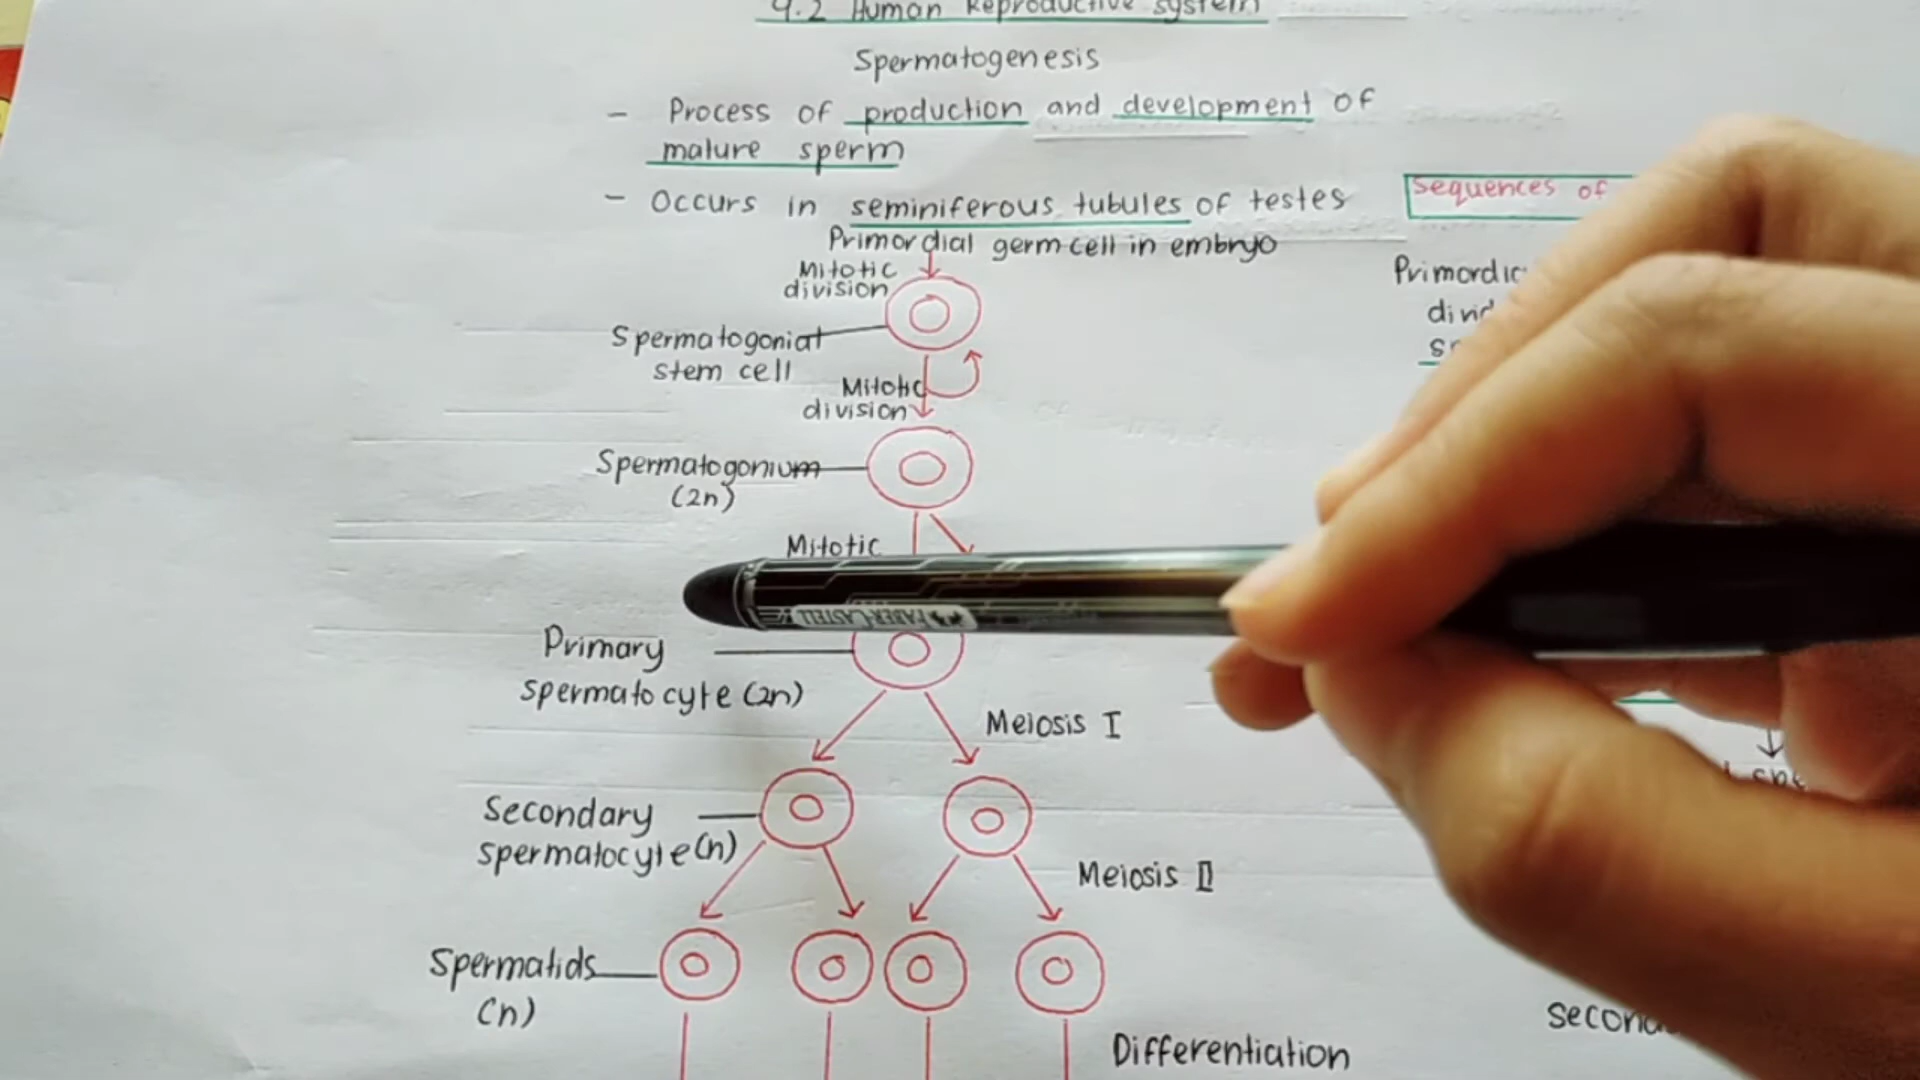 9.2 Human Reproductive system
Spermatogenesis
- Process of production and development of
malure sperm
- Occurs in seminiferous tubules of testes
Primordial germ cell in embryo
Mitotic
division
Spermatogonial
stem cell
Mitotic
division
Spermatogonium
(2n)
Mitotic
FABER-CASTELL
Primary
spermatocyte (2n)
Meiosis I
Secondary
spermatocyte (n)
Meiosis II
Spermatids
(n)
Differentiation
Sequences of